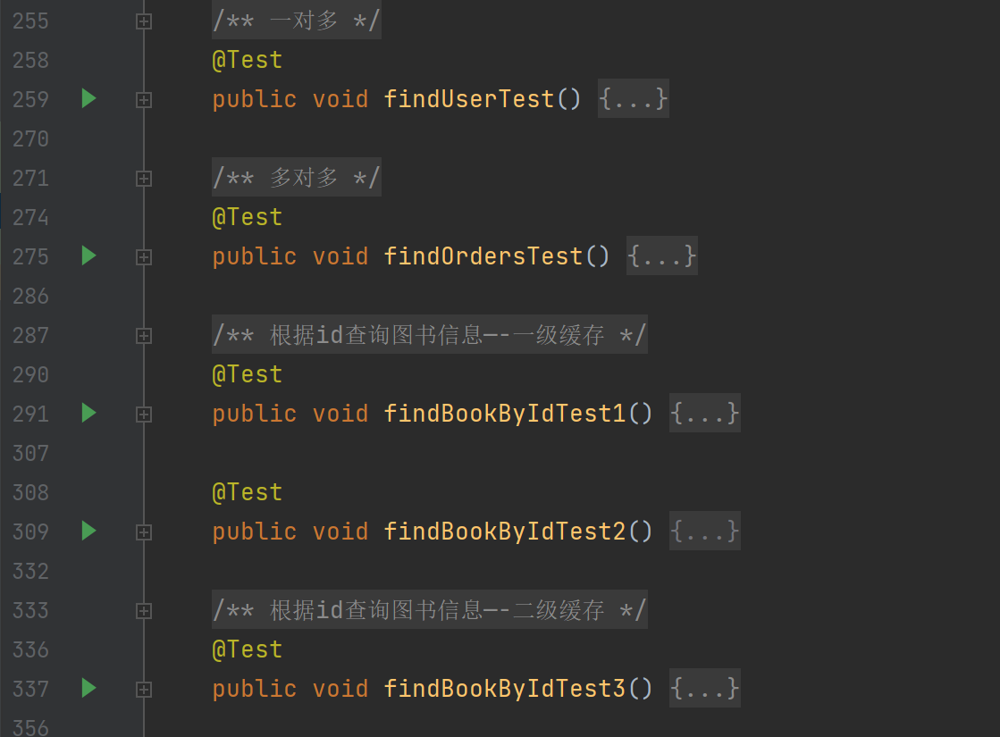 255 /** 一对多 */
258 @Test
259 public void findUserTest() {...}
270
271 /** 多对多 */
274 @Test
275 public void findOrdersTest() {...}
286
287 /** 根据id查询图书信息—-一级缓存 */
290 @Test
291 public void findBookByIdTest1() {...}
307
308 @Test
309 public void findBookByIdTest2() {...}
332
333 /** 根据id查询图书信息—-二级缓存 */
336 @Test
337 public void findBookByIdTest3() {...}
356